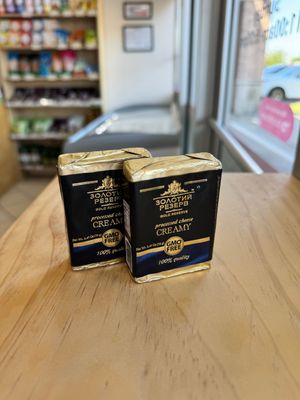 ЗОЛОТИЙ
РЕЗЕРВ
GOLD RESERVE
processed cheese
CREAMY
GMO
FREE
100% Quality
ЗОЛОТИЙ
РЕЗЕРВ
GOLD RESERVE
processed cheese
CREAMY
GMO
FREE
100% Quality